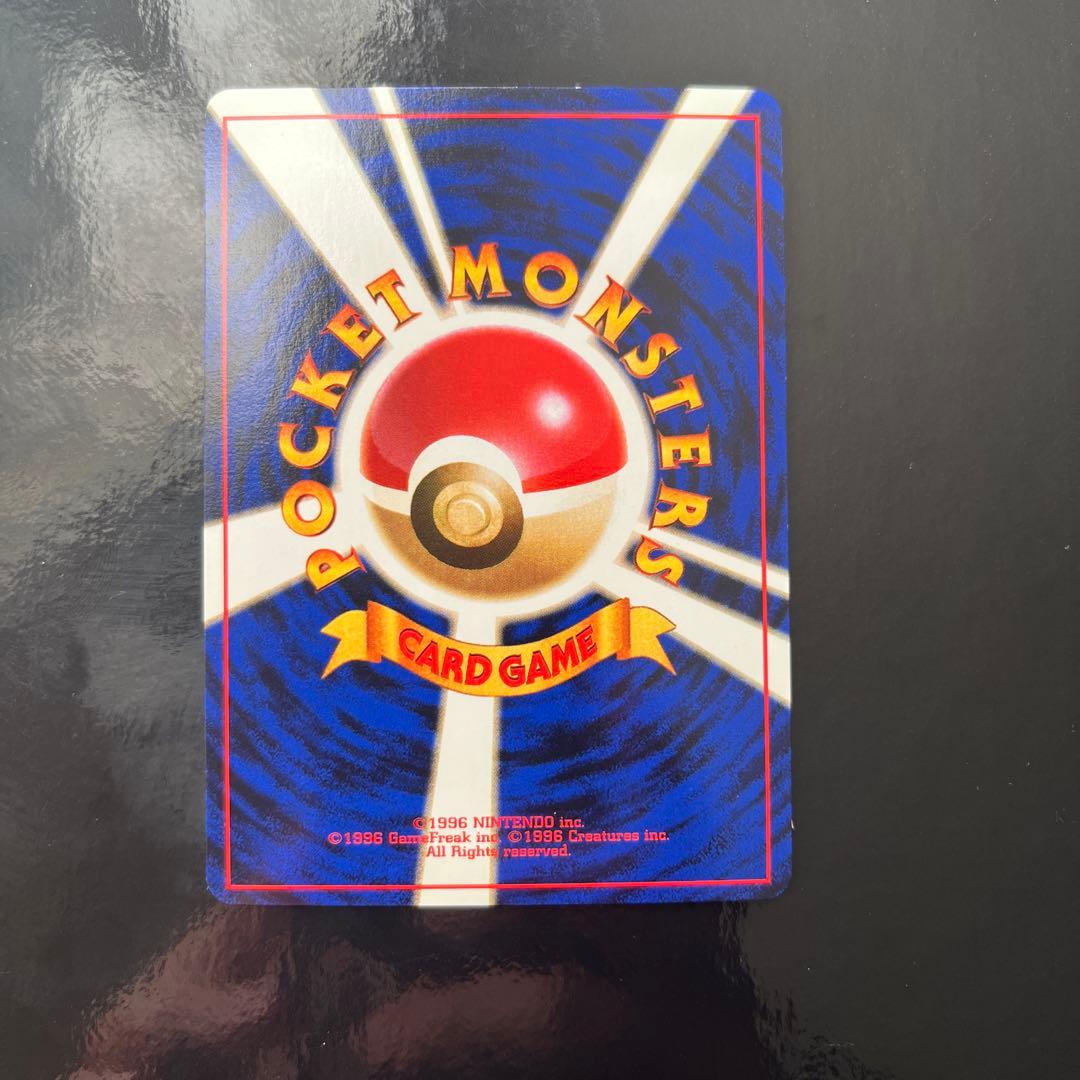 POCKET MONSTERS
CARD GAME
©1996 NINTENDO inc.
©1996 GameFreak inc. ©1996 Creatures inc.
All Rights reserved.